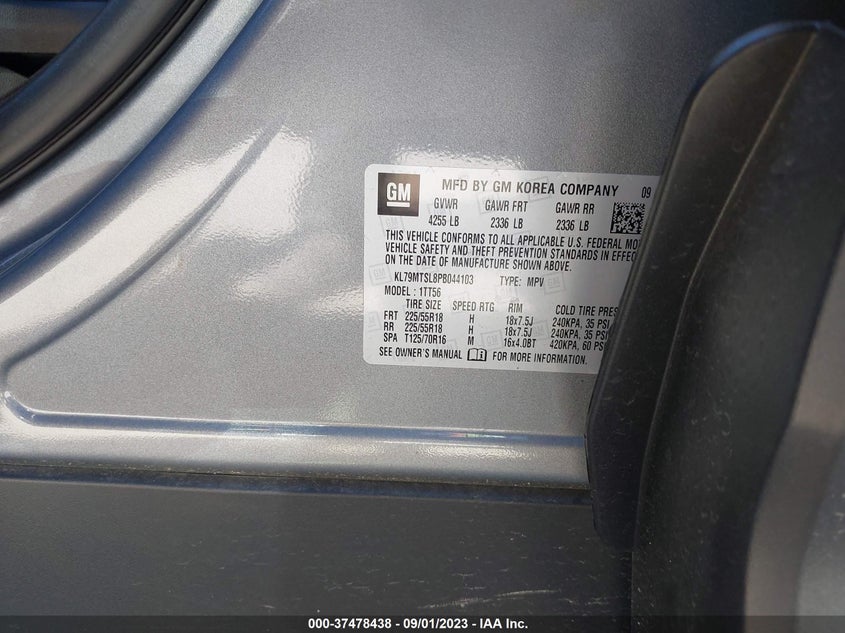 GM
MFD BY GM KOREA COMPANY 09
GVWR GAWR FRT GAWR RR
4255 LB 2336 LB 2336 LB
THIS VEHICLE CONFORMS TO ALL APPLICABLE U.S. FEDERAL
VEHICLE SAFETY AND THEFT PREVENTION STANDARDS IN
ON THE DATE OF MANUFACTURE SHOWN ABOVE.
KL79MTSL8PB044103 TYPE: MPV
MODEL: 1TT56
TIRE SIZE SPEED RTG RIM COLD TIRE
FRT 225/55R18 H 18x7.5J 240KPA, 35 PSI
RR 225/55R18 H 18x7.5J 240KPA, 35 PSI
SPA T125/70R16 M 16x4.0BT 420KPA, 60
SEE OWNER'S MANUAL FOR MORE INFORMATION.
000-37478438 - 09/01/2023 - IAA Inc.